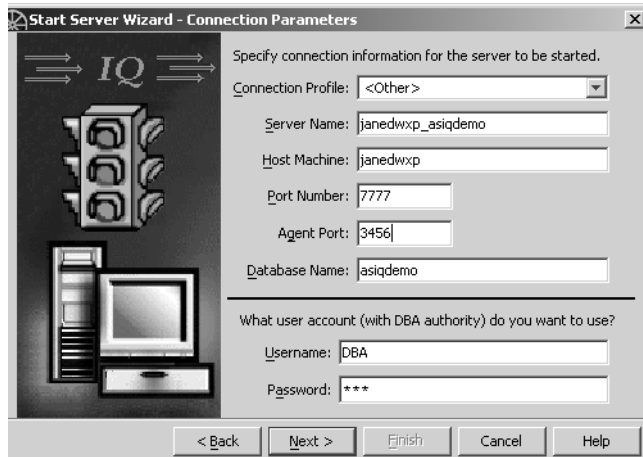 Start Server Wizard - Connection Parameters
IQ
Specify connection information for the server to be started.
Connection Profile: <Other>
Server Name: janedwxp_asiqdemo
Host Machine: janedwxp
Port Number: 7777
Agent Port: 3456
Database Name: asiqdemo
What user account (with DBA authority) do you want to use?
Username: DBA
Password: ***
< Back Next > Finish Cancel Help